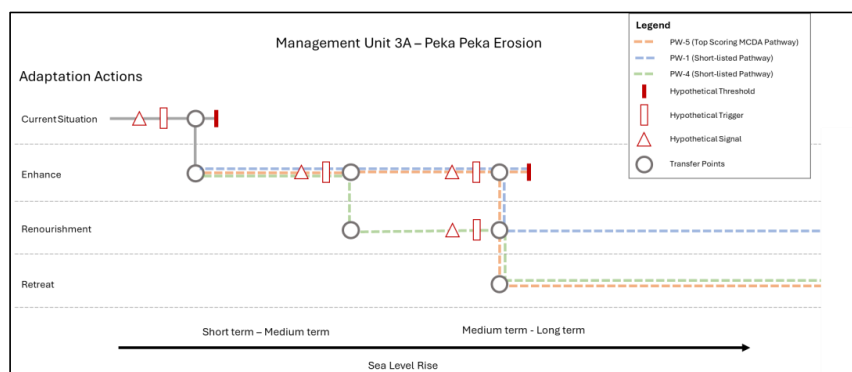 Management Unit 3A – Peka Peka Erosion
Legend
PW-5 (Top Scoring MCDA Pathway)
PW-1 (Short-listed Pathway)
PW-4 (Short-listed Pathway)
Hypothetical Threshold
Hypothetical Trigger
Hypothetical Signal
Transfer Points
Adaptation Actions
Current Situation
Enhance
Renourishment
Retreat
Short term – Medium term
Medium term - Long term
Sea Level Rise